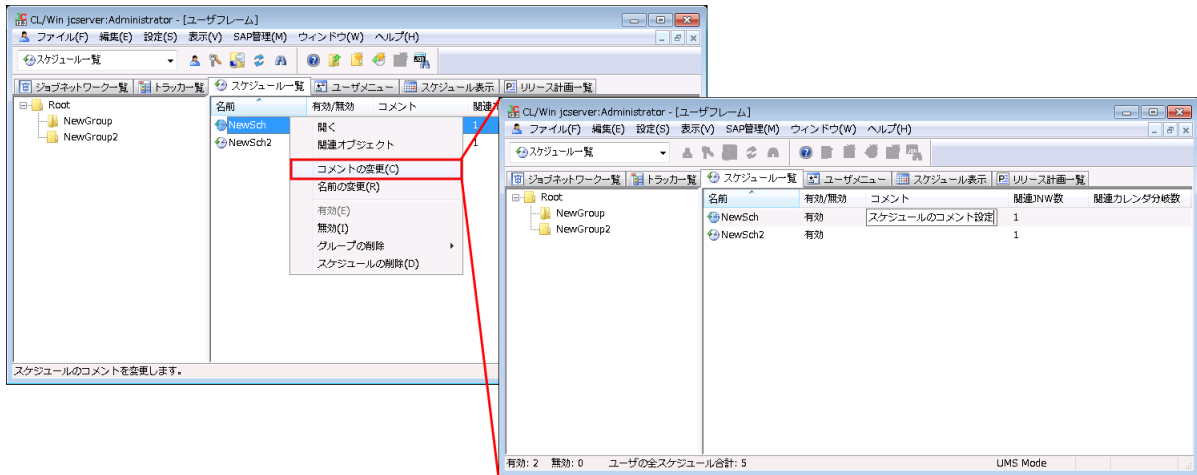 CL/Win jcserver:Administrator - [ユーザフレーム]
ファイル(F) 編集(E) 設定(S) 表示(V) SAP管理(M) ウィンドウ(W) ヘルプ(H)
スケジュール一覧
ジョブネットワーク一覧 トラッカ一覧 スケジュール一覧 ユーザメニュー スケジュール表示 リリース計画一覧
Root
NewGroup
NewGroup2
名前 有効/無効 コメント
NewSch 1
NewSch2 1
開く
関連オブジェクト
コメントの変更(C)
名前の変更(R)
有効(E)
無効(I)
グループの削除
スケジュールの削除(D)
スケジュールのコメントを変更します。
CL/Win jcserver:Administrator - [ユーザフレーム]
ファイル(F) 編集(E) 設定(S) 表示(V) SAP管理(M) ウィンドウ(W) ヘルプ(H)
スケジュール一覧
ジョブネットワーク一覧 トラッカ一覧 スケジュール一覧 ユーザメニュー スケジュール表示 リリース計画一覧
Root
NewGroup
NewGroup2
名前 有効/無効 コメント 関連JNW数 関連カレンダ分岐数
NewSch 有効 スケジュールのコメント設定 1
NewSch2 有効 1
有効: 2 無効: 0 ユーザの全スケジュール合計: 5 UMS Mode